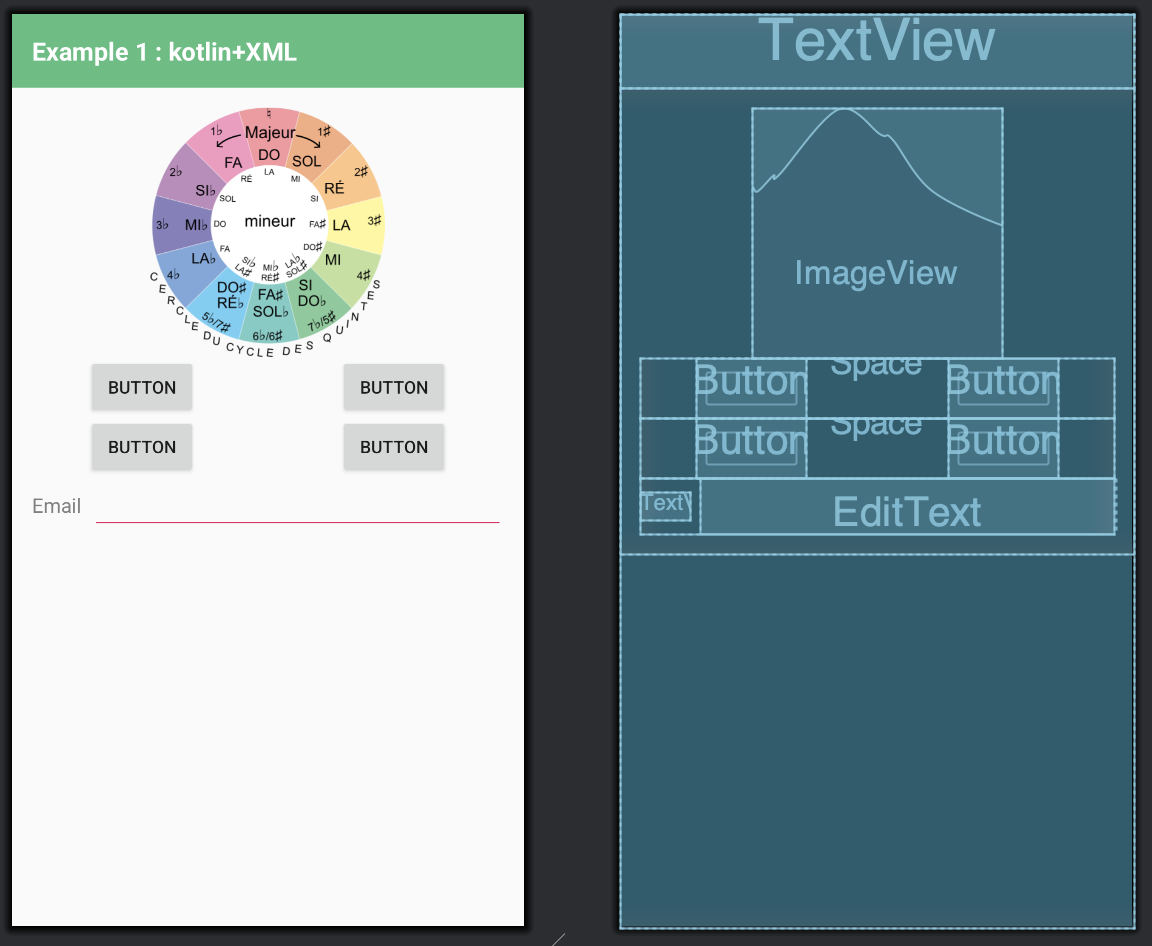 Example 1 : kotlin+XML
♮
1♭ Majeur 1♯
FA DO SOL
2♭ 2♯
SI♭ RÉ
3♭ MI♭ LA 3♯
LA♭ MI
4♭ 4♯
DO♯ RÉ♭
FA♯ SOL♭
SI DO♭
5♭/7♯ 6♭/6♯ 7♭/5♯
RÉ LA MI
SOL SI
DO mineur FA♯
FA DO♯
SI♭ LA♯
MI♭ RÉ♯
LA♭ SOL♯
CERCLE DU CYCLE DES QUINTES
BUTTON BUTTON
BUTTON BUTTON
Email
TextView
ImageView
Button Space Button
Button Space Button
Text EditText